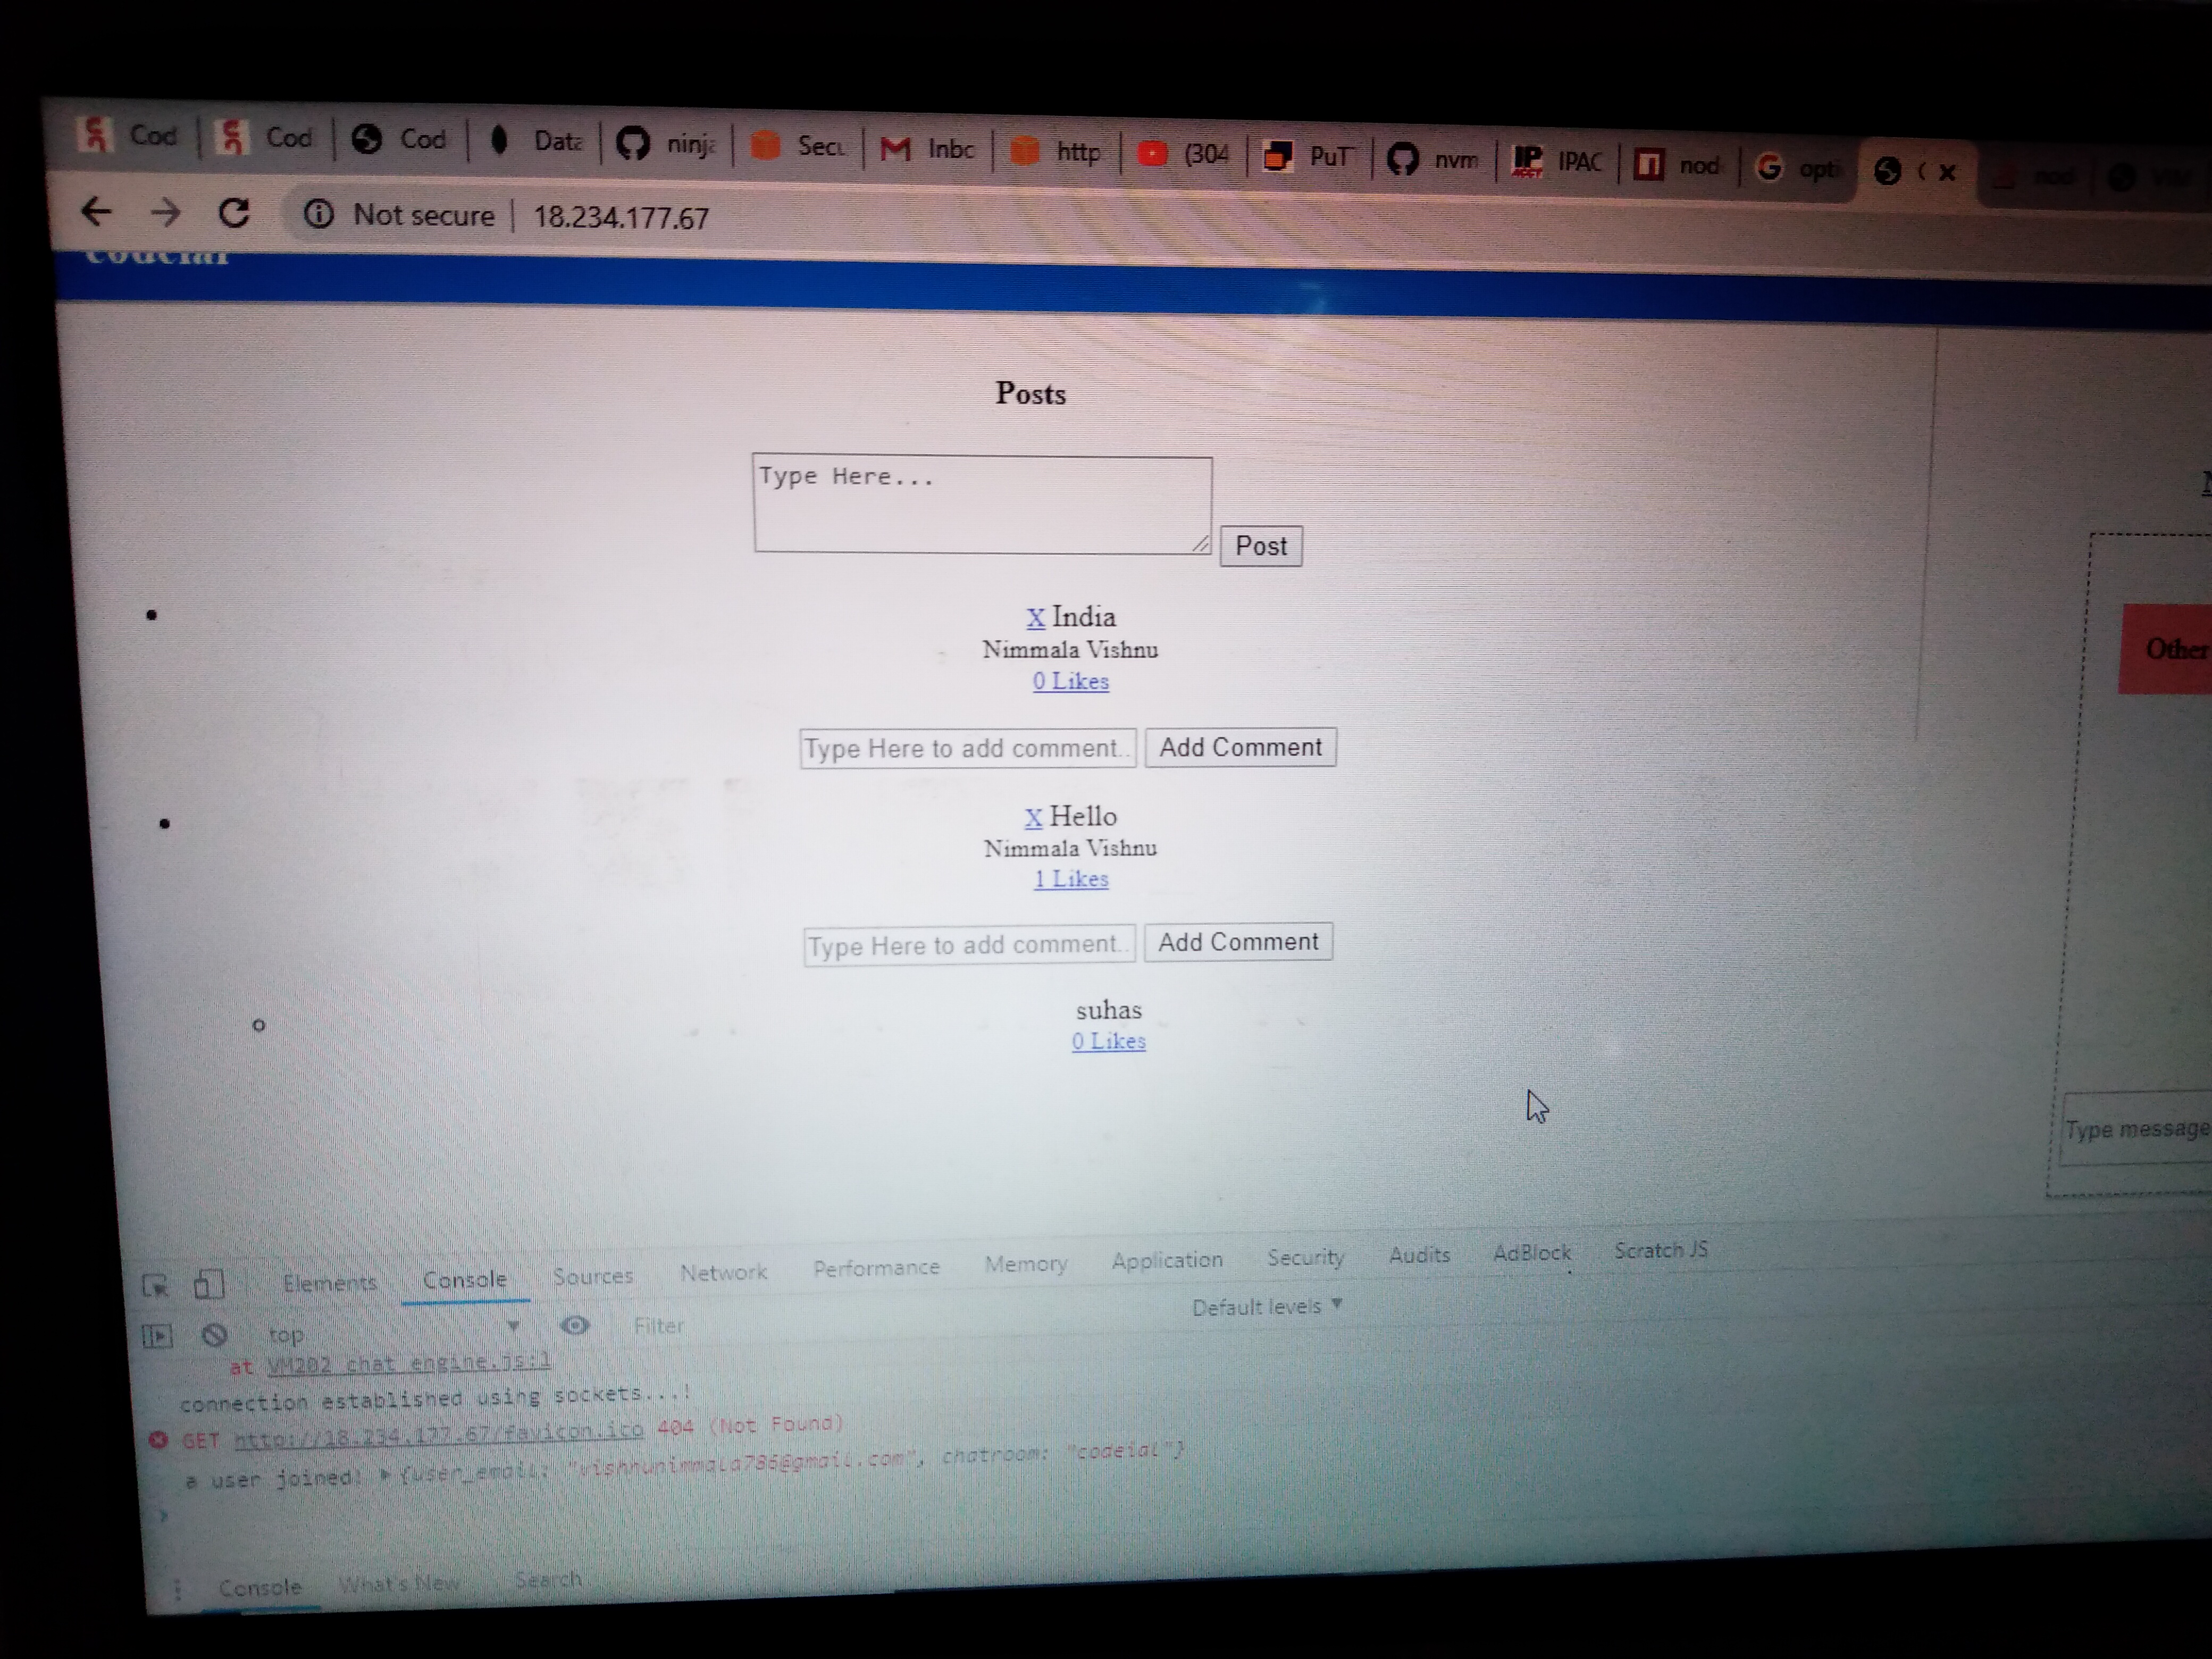 Cod
Cod
Cod
Data
ninja
Secu
Inbo
http
(304
PuT
nvm
IPAC
nod
opti
(
nod
Not secure
18.234.177.67
codeial
Posts
Type Here...
Post
X India
Nimmala Vishnu
0 Likes
Type Here to add comment..
Add Comment
X Hello
Nimmala Vishnu
1 Likes
Type Here to add comment..
Add Comment
suhas
0 Likes
Other
Type message
Elements Console Sources Network Performance Memory Application Security Audits AdBlock Scratch JS
top Filter Default levels
at VM202 chat_engine.js:1
connection established using sockets...!
GET http://18.234.177.67/favicon.ico 404 (Not Found)
a user joined! {user_email: "vishnunimmala786@gmail.com", chatroom: "codeial"}
Console What's New Search